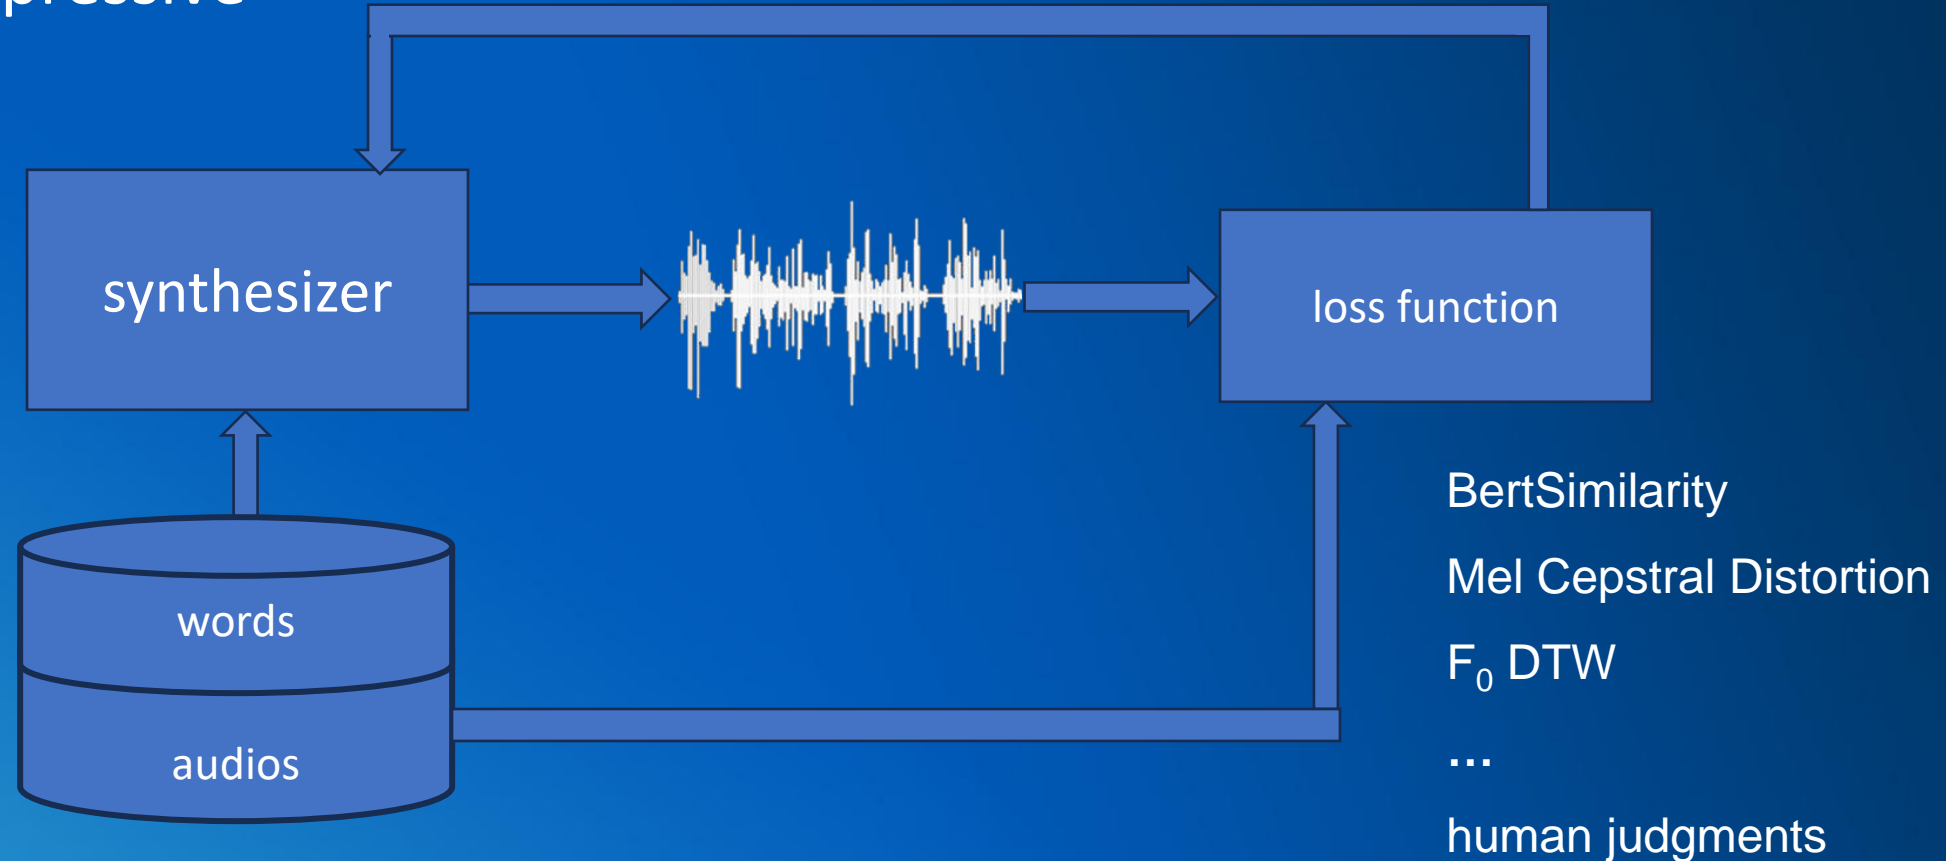 synthesizer
loss function
words
audios
BertSimilarity
Mel Cepstral Distortion
F₀ DTW
...
human judgments